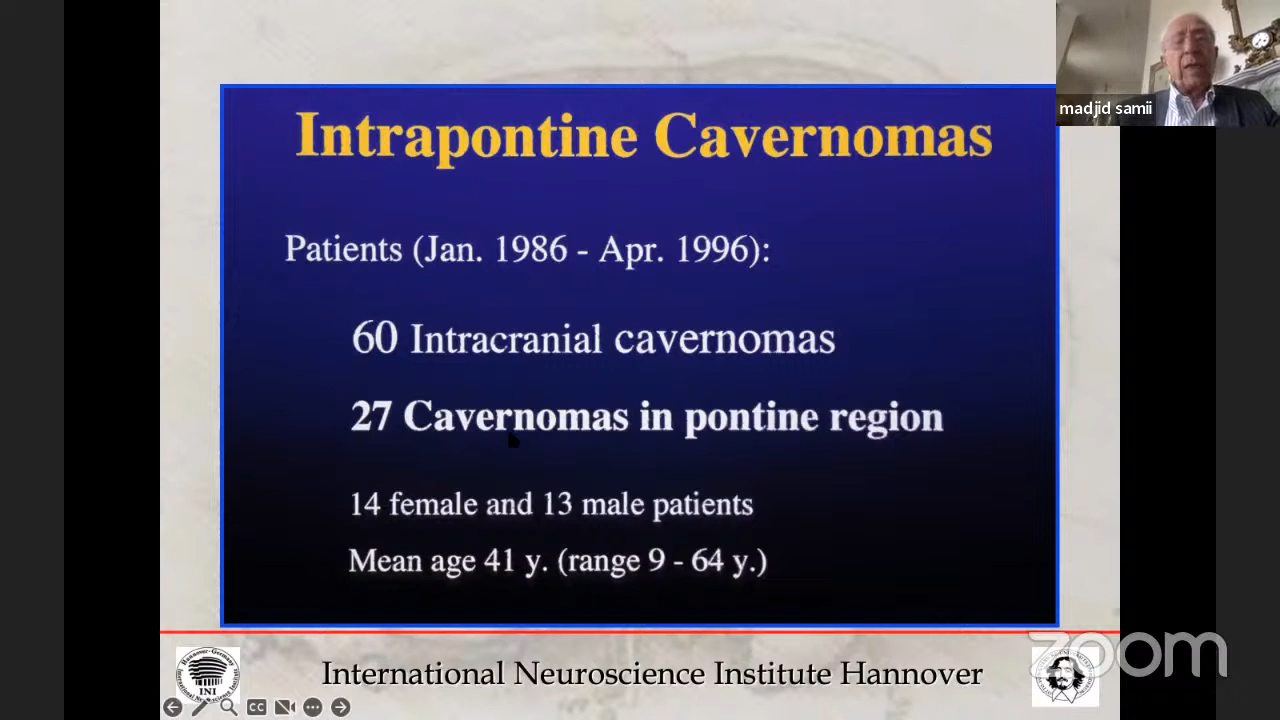 madjid samii
Intrapontine Cavernomas
Patients (Jan. 1986 - Apr. 1996):
60 Intracranial cavernomas
27 Cavernomas in pontine region
14 female and 13 male patients
Mean age 41 y. (range 9 - 64 y.)
International Neuroscience Institute Hannover
INI
zoom
CC